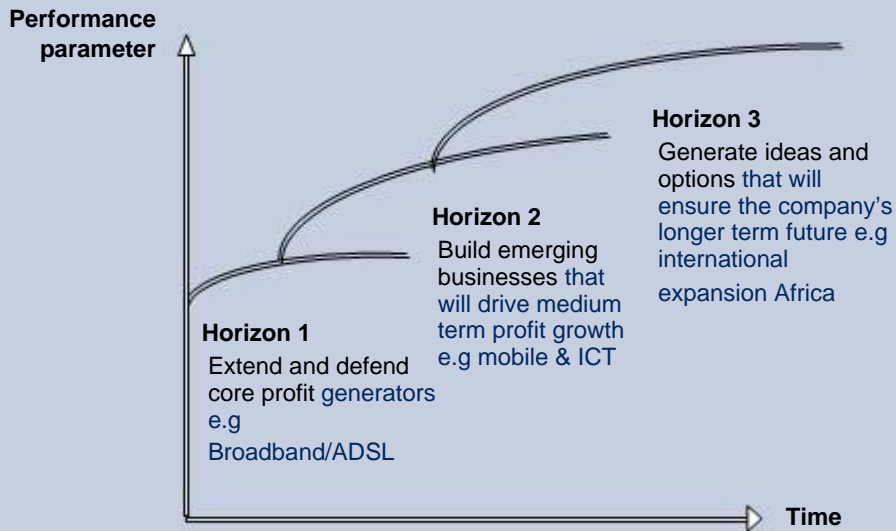 Performance
parameter
Horizon 3
Generate ideas and
options that will
ensure the company's
longer term future e.g
international
expansion Africa
Horizon 2
Build emerging
businesses that
will drive medium
term profit growth
e.g mobile & ICT
Horizon 1
Extend and defend
core profit generators
e.g
Broadband/ADSL
Time